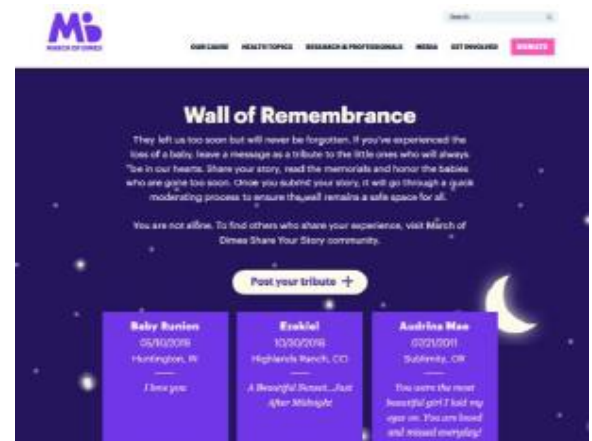 MARCH OF DIMES
Search
OUR CAUSE HEALTH TOPICS RESEARCH & PROFESSIONALS MEDIA GET INVOLVED DONATE
Wall of Remembrance
They left us too soon but will never be forgotten. If you've experienced the
loss of a baby, leave a message as a tribute to the little ones who will always
be in our hearts. Share your story, read the memorials and honor the babies
who are gone too soon. Once you submit your story, it will go through a quick
moderating process to ensure the wall remains a safe space for all.
You are not alone. To find others who share your experience, visit March of
Dimes Share Your Story community.
Post your tribute +
Baby Runion
05/10/2016
Huntington, IN
I love you
Ezekiel
10/30/2016
Highlands Ranch, CO
A Beautiful Sunset...Just
After Midnight
Audrina Mae
07/21/2011
Sublimity, OR
You were the most
beautiful girl I laid my
eyes on. You are loved
and missed everyday!